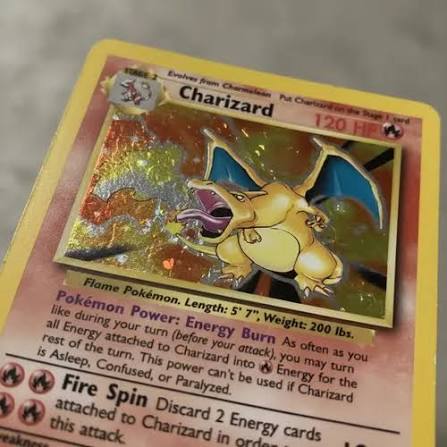 STAGE 2 Evolves from Charmeleon Put Charizard on the Stage 1 card
Charizard 120 HP
Flame Pokémon. Length: 5' 7", Weight: 200 lbs.
Pokémon Power: Energy Burn As often as you
like during your turn (before your attack), you may turn
all Energy attached to Charizard into Energy for the
rest of the turn. This power can't be used if Charizard
is Asleep, Confused, or Paralyzed.
Fire Spin Discard 2 Energy cards
attached to Charizard in order
this attack.
weakness